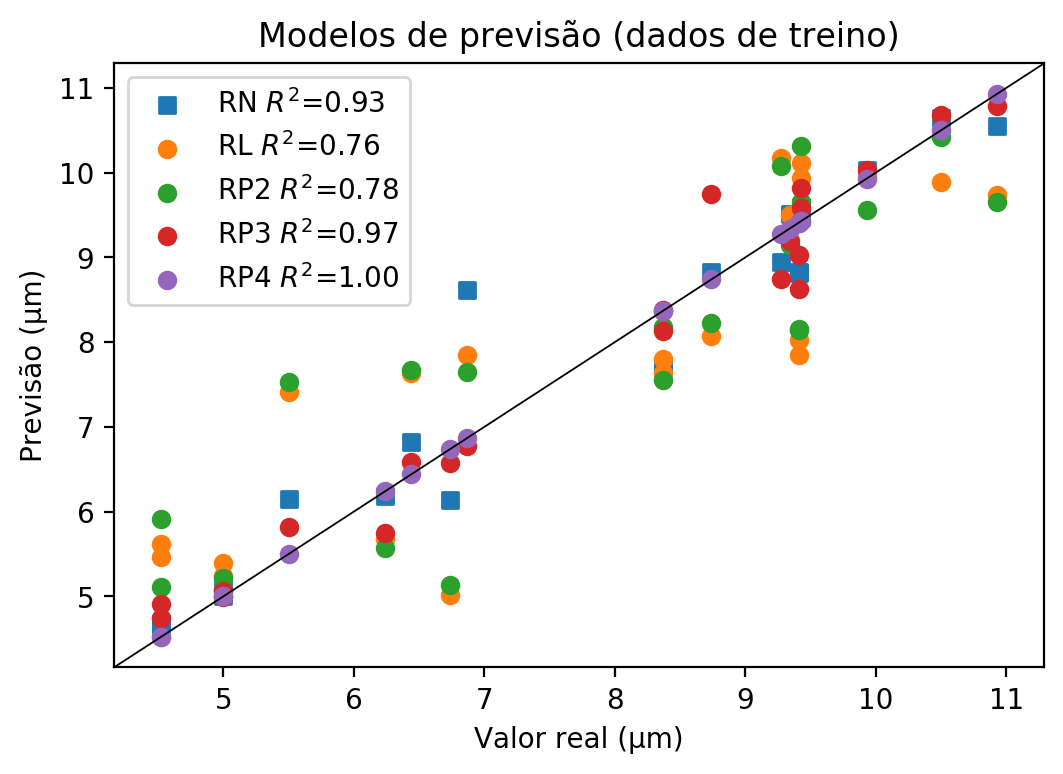 Modelos de previsão (dados de treino)
RN R²=0.93
RL R²=0.76
RP2 R²=0.78
RP3 R²=0.97
RP4 R²=1.00
11
10
9
8
7
6
5
Previsão (μm)
5 6 7 8 9 10 11
Valor real (μm)